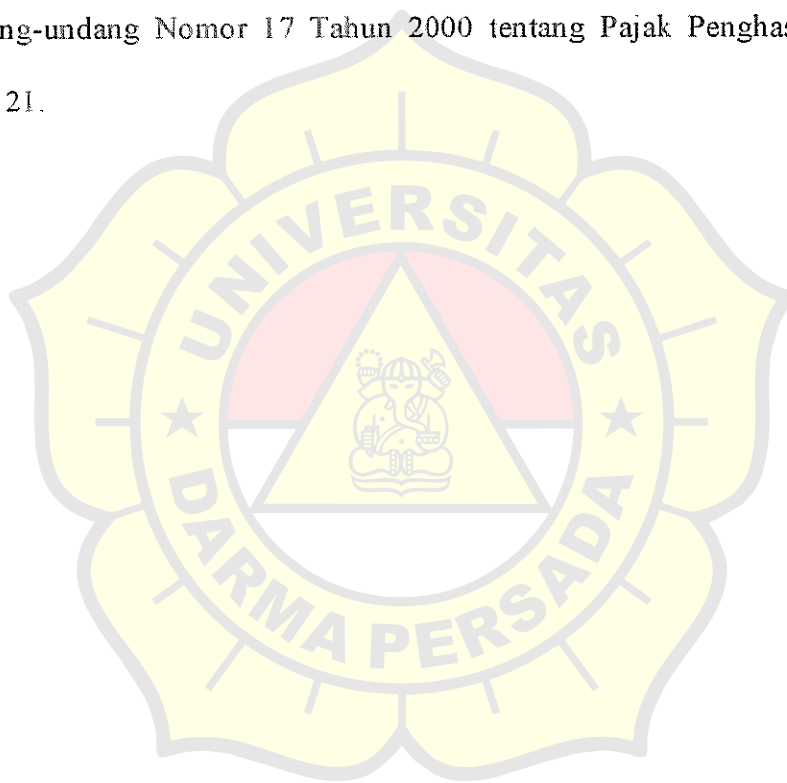 ng-undang Nomor 17 Tahun 2000 tentang Pajak Penghas
21.
UNIVERSITAS
DARMA PERSADA